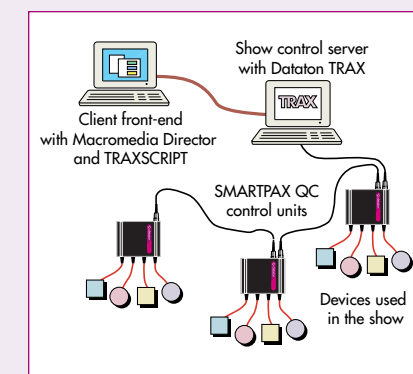 Show control server
with Dataton TRAX
TRAX
Client front-end
with Macromedia Director
and TRAXSCRIPT
SMARTPAX QC
control units
Devices used
in the show